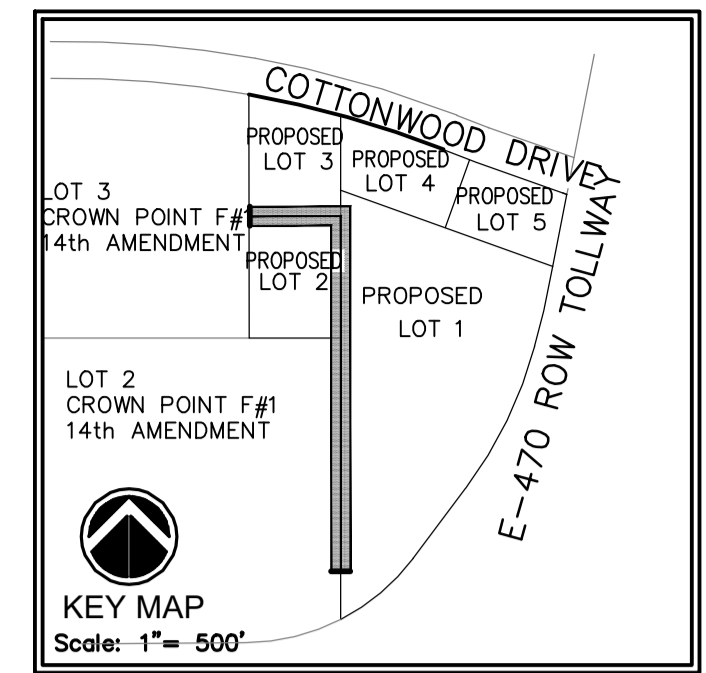 COTTONWOOD DRIVE
PROPOSED
LOT 3
PROPOSED
LOT 4
PROPOSED
LOT 5
LOT 3
CROWN POINT F#1
14th AMENDMENT
PROPOSED
LOT 2
PROPOSED
LOT 1
E-470 ROW TOLLWAY
LOT 2
CROWN POINT F#1
14th AMENDMENT
KEY MAP
Scale: 1"= 500'